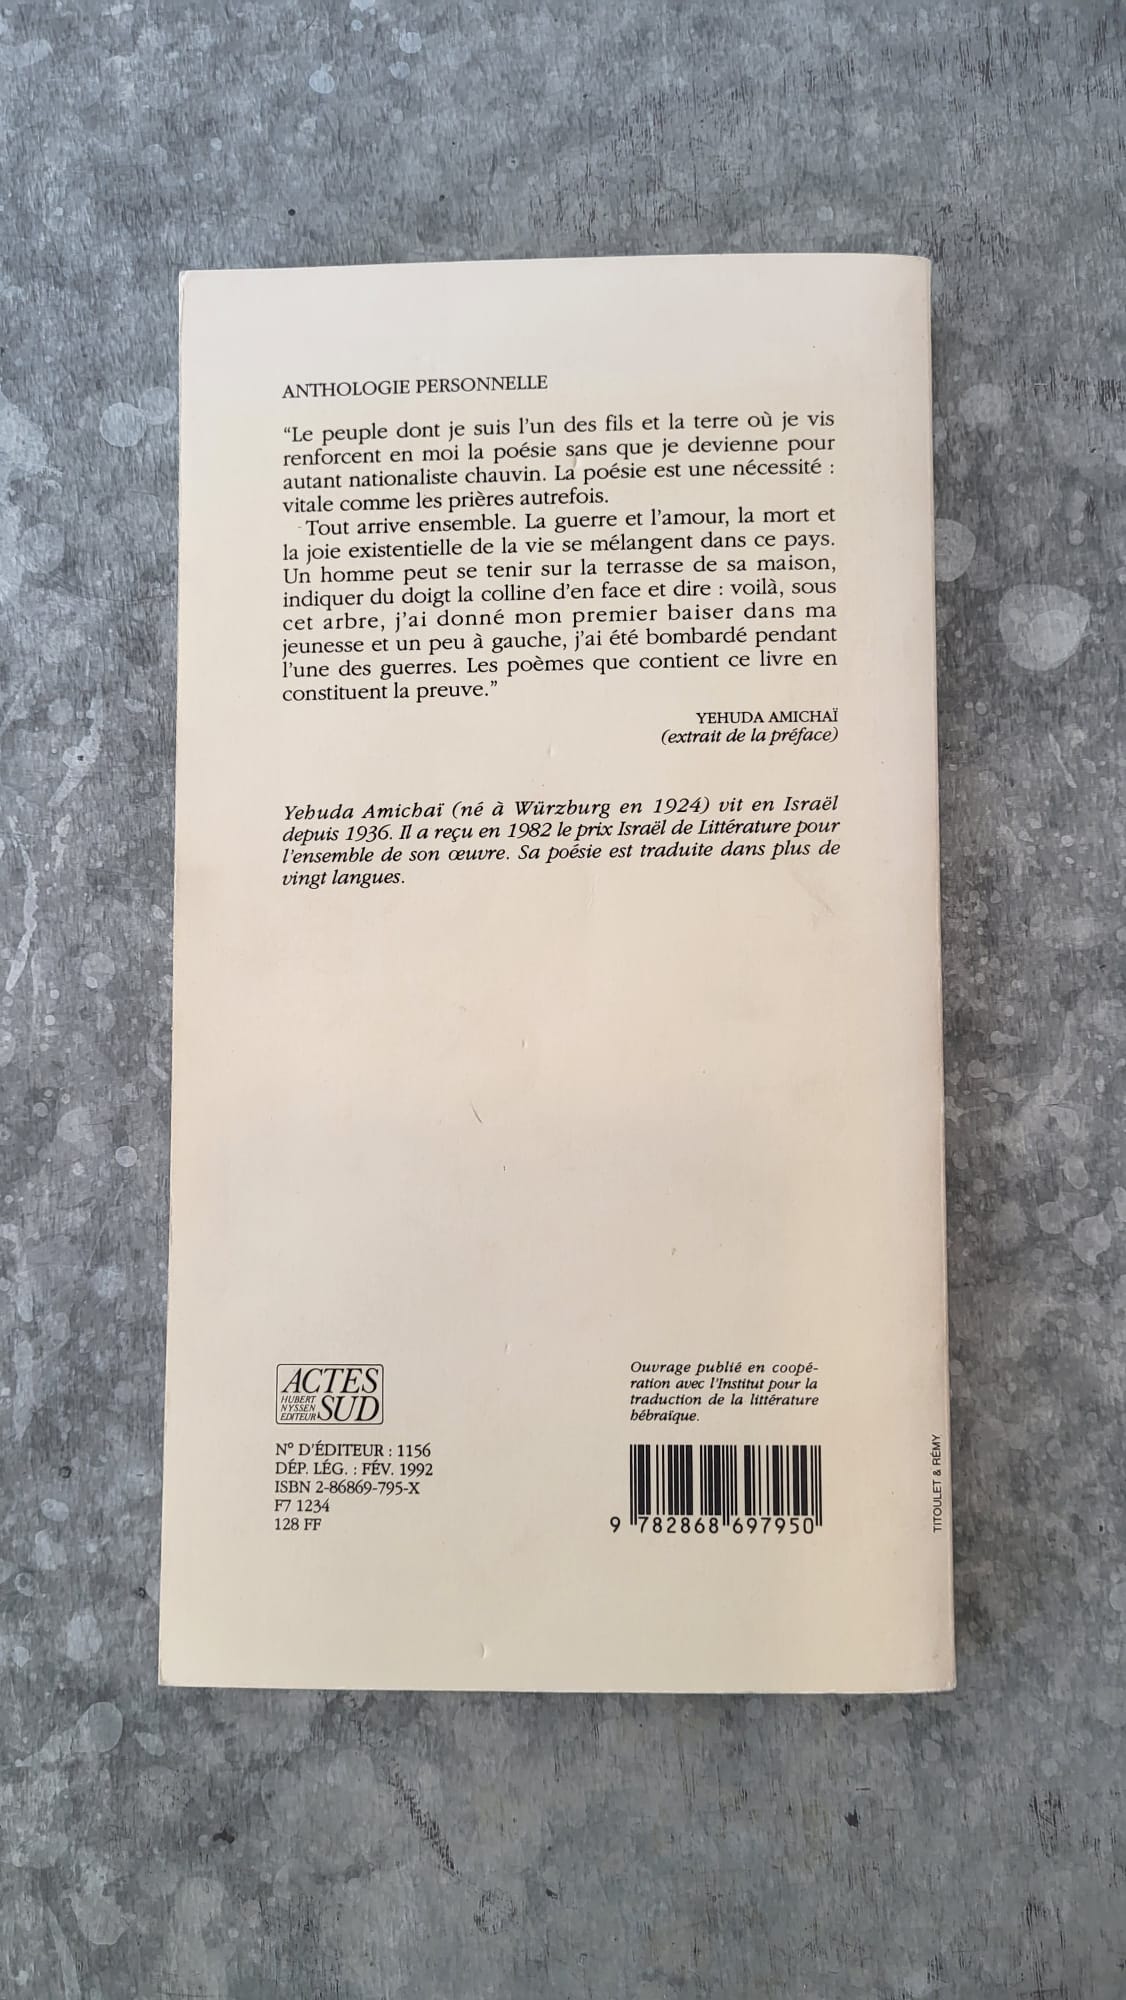 ANTHOLOGIE PERSONNELLE
“Le peuple dont je suis l’un des fils et la terre où je vis
renforcent en moi la poésie sans que je devienne pour
autant nationaliste chauvin. La poésie est une nécessité :
vitale comme les prières autrefois.
Tout arrive ensemble. La guerre et l’amour, la mort et
la joie existentielle de la vie se mélangent dans ce pays.
Un homme peut se tenir sur la terrasse de sa maison,
indiquer du doigt la colline d’en face et dire : voilà, sous
cet arbre, j’ai donné mon premier baiser dans ma
jeunesse et un peu à gauche, j’ai été bombardé pendant
l’une des guerres. Les poèmes que contient ce livre en
constituent la preuve.”
YEHUDA AMICHAÏ
(extrait de la préface)
Yehuda Amichaï (né à Würzburg en 1924) vit en Israël
depuis 1936. Il a reçu en 1982 le prix Israël de Littérature pour
l’ensemble de son œuvre. Sa poésie est traduite dans plus de
vingt langues.
ACTES
HUBERT
NYSSEN
EDITEUR SUD
N° D’ÉDITEUR : 1156
DÉP. LÉG. : FÉV. 1992
ISBN 2-86869-795-X
F7 1234
128 FF
Ouvrage publié en coopé-
ration avec l’Institut pour la
traduction de la littérature
hébraïque.
9 782868 697950
TITOULET & RÉMY